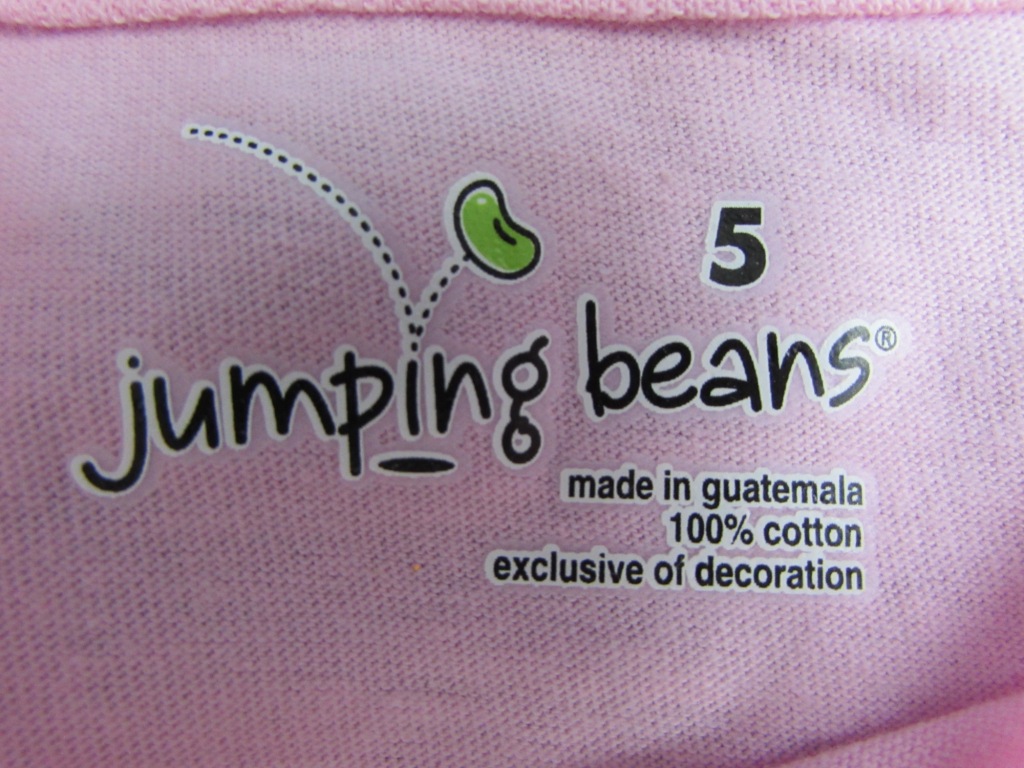 5
jumping beans®
made in guatemala
100% cotton
exclusive of decoration